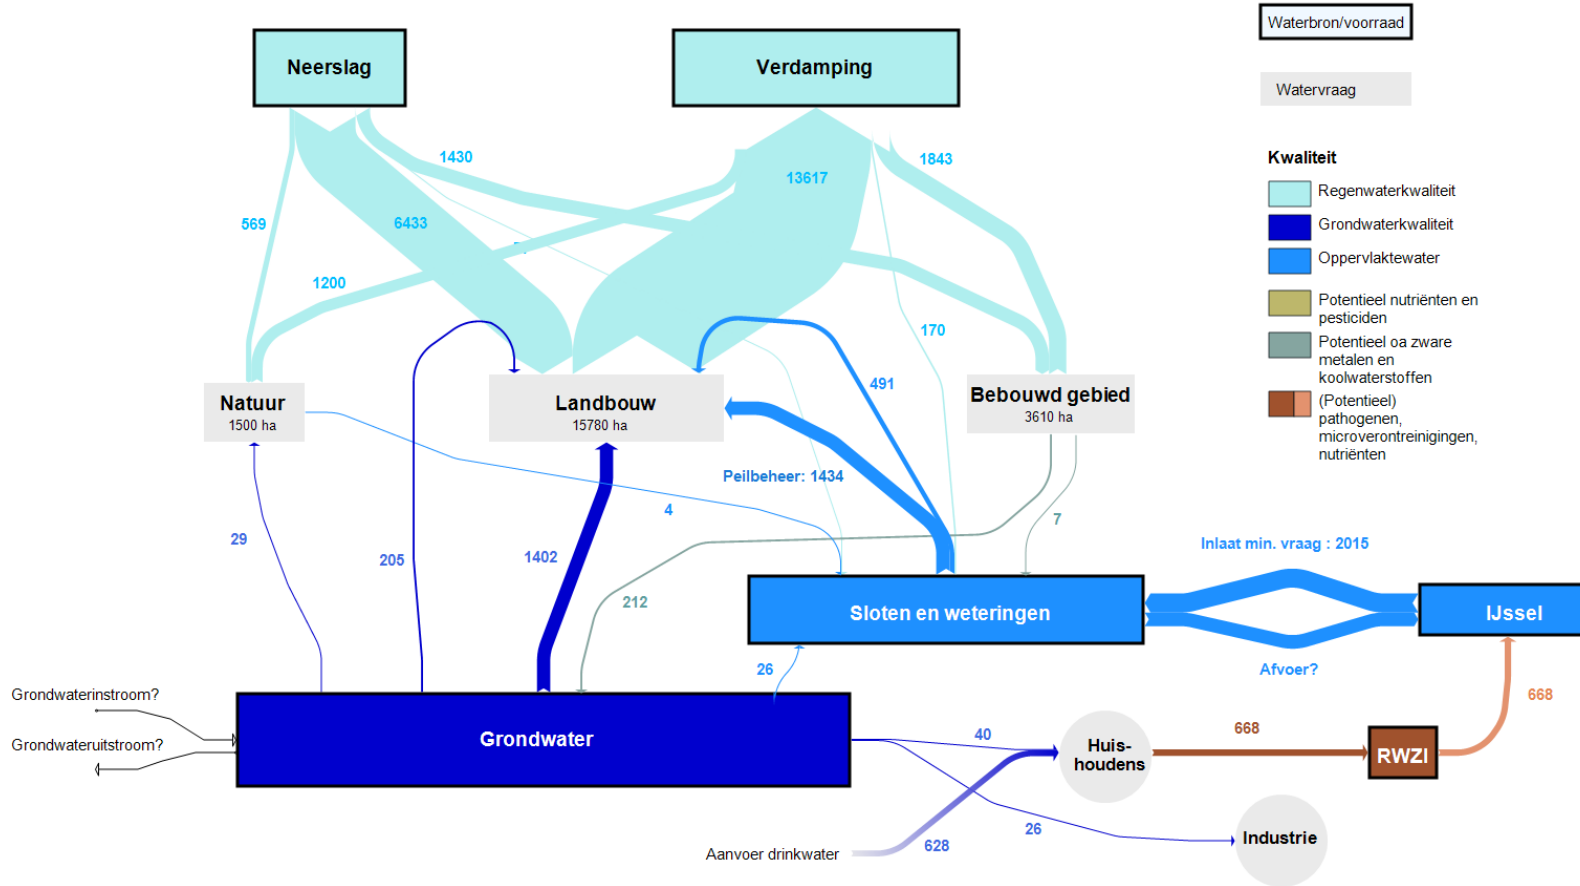 Neerslag
Verdamping
Waterbron/voorraad
Watervraag
Kwaliteit
Regenwaterkwaliteit
Grondwaterkwaliteit
Oppervlaktewater
Potentieel nutriënten en
pesticiden
Potentieel oa zware
metalen en
koolwaterstoffen
(Potentieel)
pathogenen,
microverontreinigingen,
nutriënten
1430
1843
13617
569
6433
1200
170
491
Natuur
1500 ha
Landbouw
15780 ha
Bebouwd gebied
3610 ha
Peilbeheer: 1434
4
7
29
205
1402
212
Inlaat min. vraag : 2015
Sloten en weteringen
IJssel
Afvoer?
26
668
Grondwaterinstroom?
Grondwateruitstroom?
Grondwater
40
Huis-
houdens
668
RWZI
26
Industrie
Aanvoer drinkwater
628